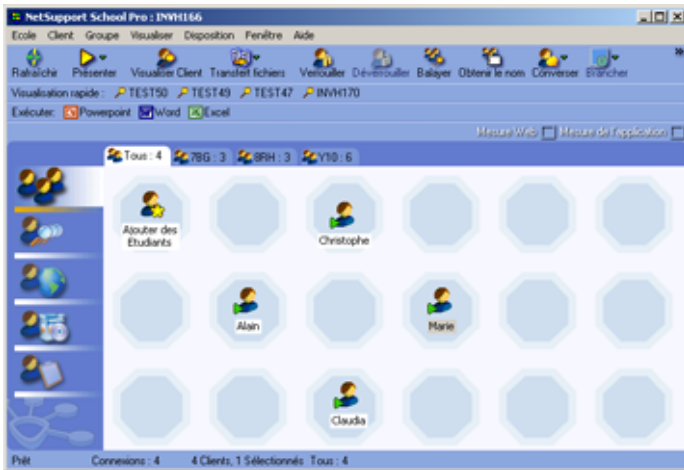 NetSupport School Pro : INVH166
Ecole Client Groupe Visualiser Disposition Fenêtre Aide
Rafraîchir Présenter Visualiser Client Transfert fichiers Verrouiller Déverrouiller Balayer Obtenir le nom Converser Brancher
Visualisation rapide : TEST50 TEST49 TEST47 INVH170
Exécuter: Powerpoint Word Excel
Mesure Web Mesure de l'application
Tous : 4 7BG : 3 8RH : 3 Y10 : 6
Ajouter des
Etudiants
Christophe
Alain
Marie
Claudia
Prêt Connexions : 4 4 Clients, 1 Sélectionnés Tous : 4